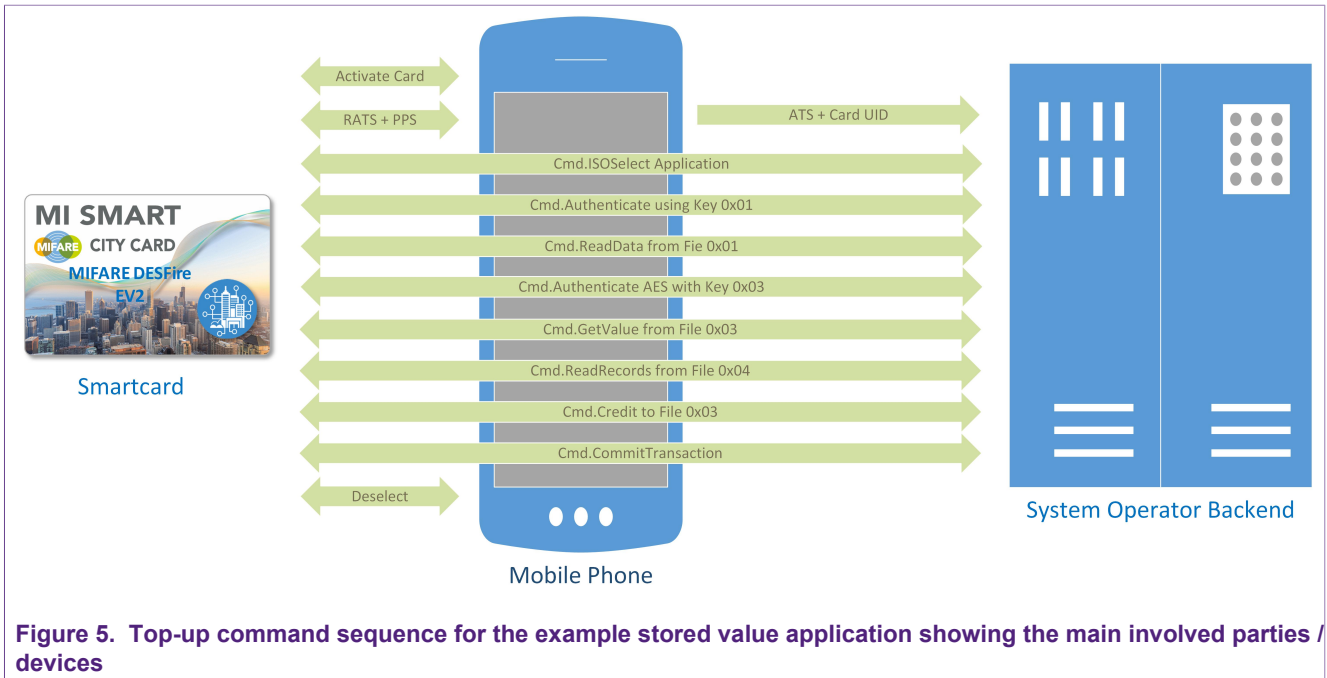 Activate Card
RATS + PPS
ATS + Card UID
Cmd.ISOSelect Application
Cmd.Authenticate using Key 0x01
Cmd.ReadData from Fie 0x01
Cmd.Authenticate AES with Key 0x03
Cmd.GetValue from File 0x03
Cmd.ReadRecords from File 0x04
Cmd.Credit to File 0x03
Cmd.CommitTransaction
Deselect
MI SMART
MIFARE CITY CARD
MIFARE DESFire
EV2
Smartcard
Mobile Phone
System Operator Backend
Figure 5. Top-up command sequence for the example stored value application showing the main involved parties /
devices